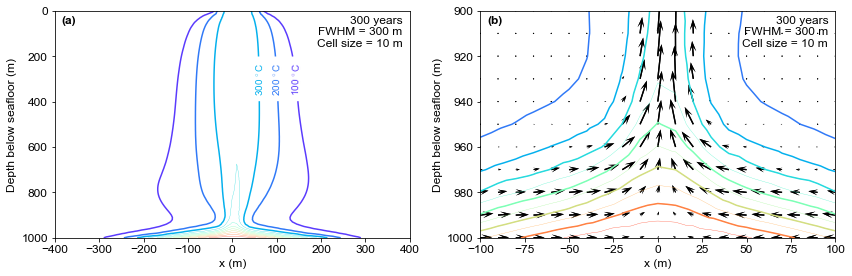 (a)
300 years
FWHM = 300 m
Cell size = 10 m
Depth below seafloor (m)
0
200
400
600
800
1000
300 °C
200 °C
100 °C
−400
−300
−200
−100
0
100
200
300
400
x (m)
(b)
300 years
FWHM = 300 m
Cell size = 10 m
Depth below seafloor (m)
900
920
940
960
980
1000
−100
−75
−50
−25
0
25
50
75
100
x (m)